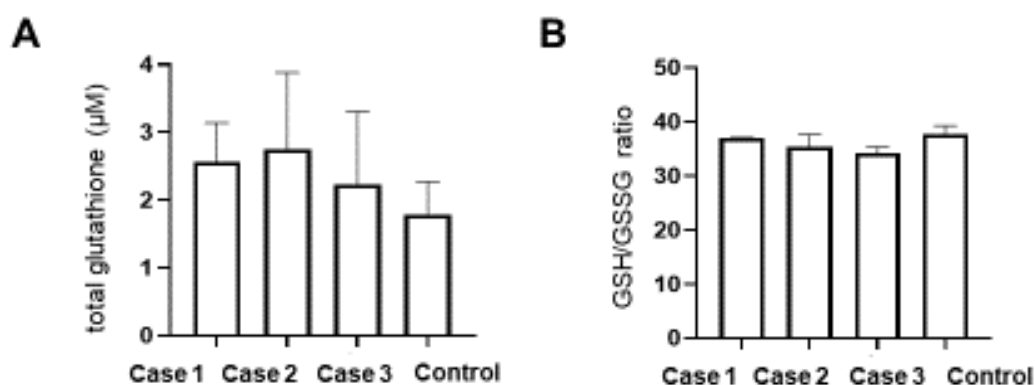 A
total glutathione (µM)
4
3
2
1
0
Case 1 Case 2 Case 3 Control
B
GSH/GSSG ratio
50
40
30
20
10
0
Case 1 Case 2 Case 3 Control